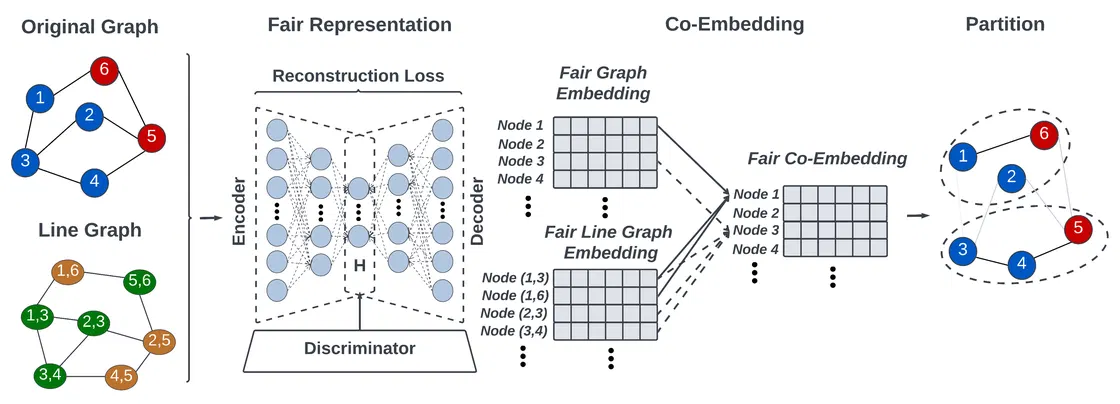 Original Graph
6
1
2
5
3
4
Line Graph
1,6
5,6
1,3
2,3
2,5
3,4
4,5
Fair Representation
Reconstruction Loss
Encoder
H
Decoder
Discriminator
Co-Embedding
Fair Graph
Embedding
Node 1
Node 2
Node 3
Node 4
Fair Line Graph
Embedding
Node (1,3)
Node (1,6)
Node (2,3)
Node (3,4)
Fair Co-Embedding
Node 1
Node 2
Node 3
Node 4
Partition
6
1
2
5
3
4